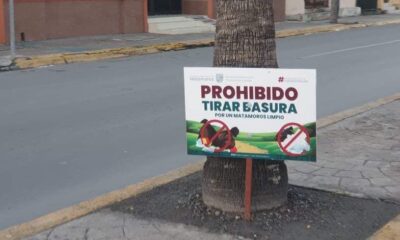 PROHIBIDO
TIRAR BASURA
POR UN MATAMOROS LIMPIO